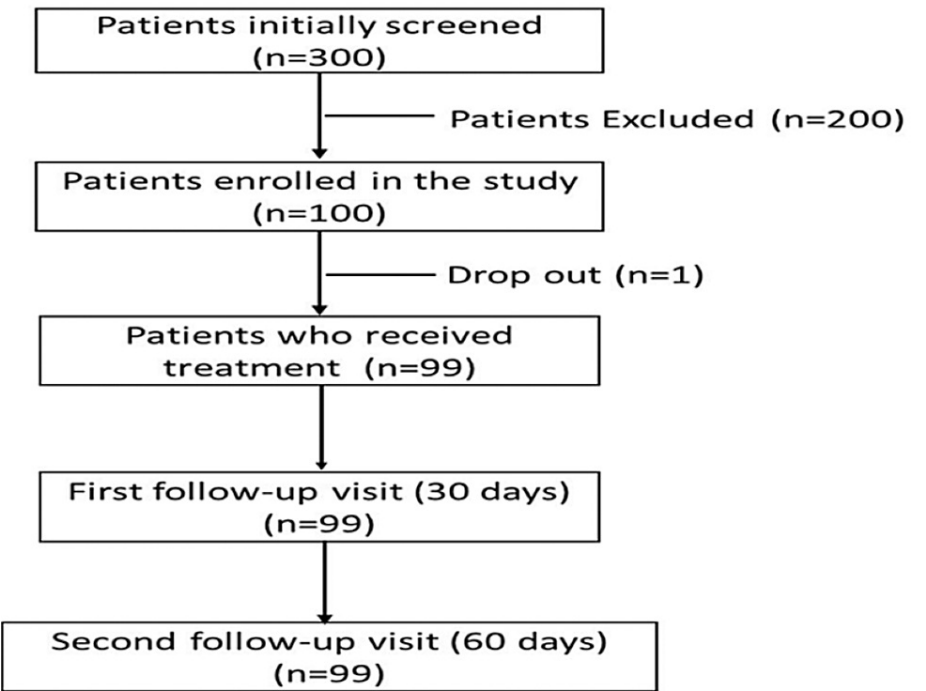 Patients initially screened
(n=300)
Patients Excluded (n=200)
Patients enrolled in the study
(n=100)
Drop out (n=1)
Patients who received
treatment (n=99)
First follow-up visit (30 days)
(n=99)
Second follow-up visit (60 days)
(n=99)